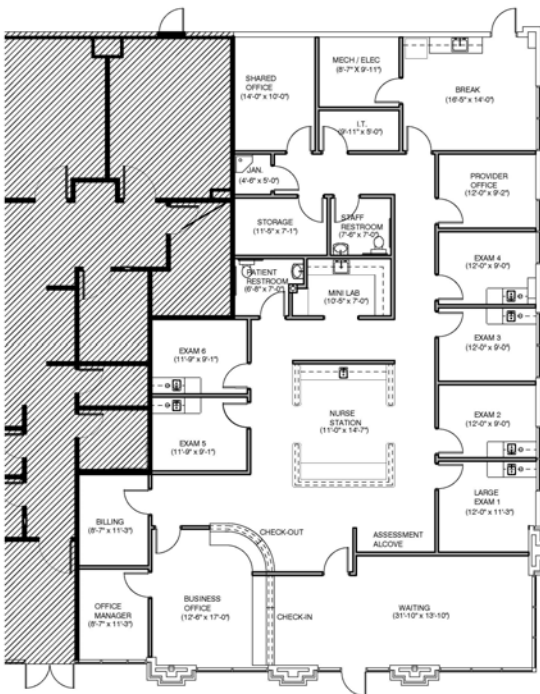 MECH / ELEC
(8'-7" X 9'-11")
SHARED
OFFICE
(14'-0" x 10'-0")
BREAK
(16'-5" x 14'-0")
I.T.
(9'-11" x 5'-0")
JAN.
(4'-6" x 5'-0")
PROVIDER
OFFICE
(12'-0" x 9'-2")
STORAGE
(11'-5" x 7'-1")
STAFF
RESTROOM
(7'-6" x 7'-0")
EXAM 4
(12'-0" x 9'-0")
PATIENT
RESTROOM
(6'-8" x 7'-0")
MINI LAB
(10'-5" x 7'-0")
EXAM 3
(12'-0" x 9'-0")
EXAM 6
(11'-9" x 9'-1")
NURSE
STATION
(11'-0" x 14'-7")
EXAM 2
(12'-0" x 9'-0")
EXAM 5
(11'-9" x 9'-1")
LARGE
EXAM 1
(12'-0" x 11'-3")
BILLING
(8'-7" x 11'-3")
CHECK-OUT
ASSESSMENT
ALCOVE
OFFICE
MANAGER
(8'-7" x 11'-3")
BUSINESS
OFFICE
(12'-6" x 17'-0")
CHECK-IN
WAITING
(31'-10" x 13'-10")